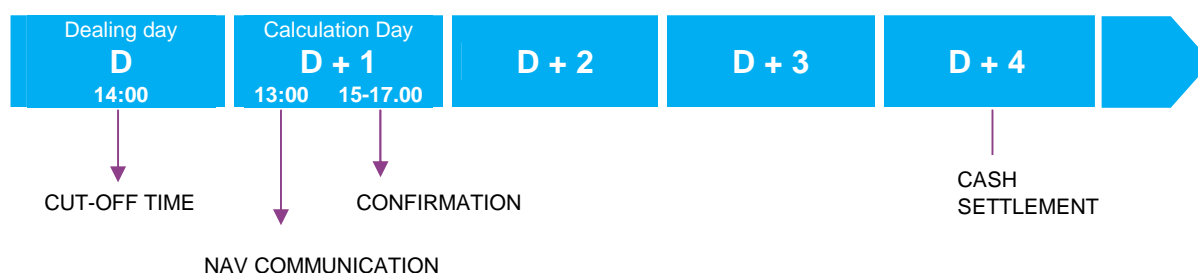 Dealing day
D
14:00
Calculation Day
D + 1
13:00 15-17.00
D + 2
D + 3
D + 4
CUT-OFF TIME
CONFIRMATION
CASH
SETTLEMENT
NAV COMMUNICATION